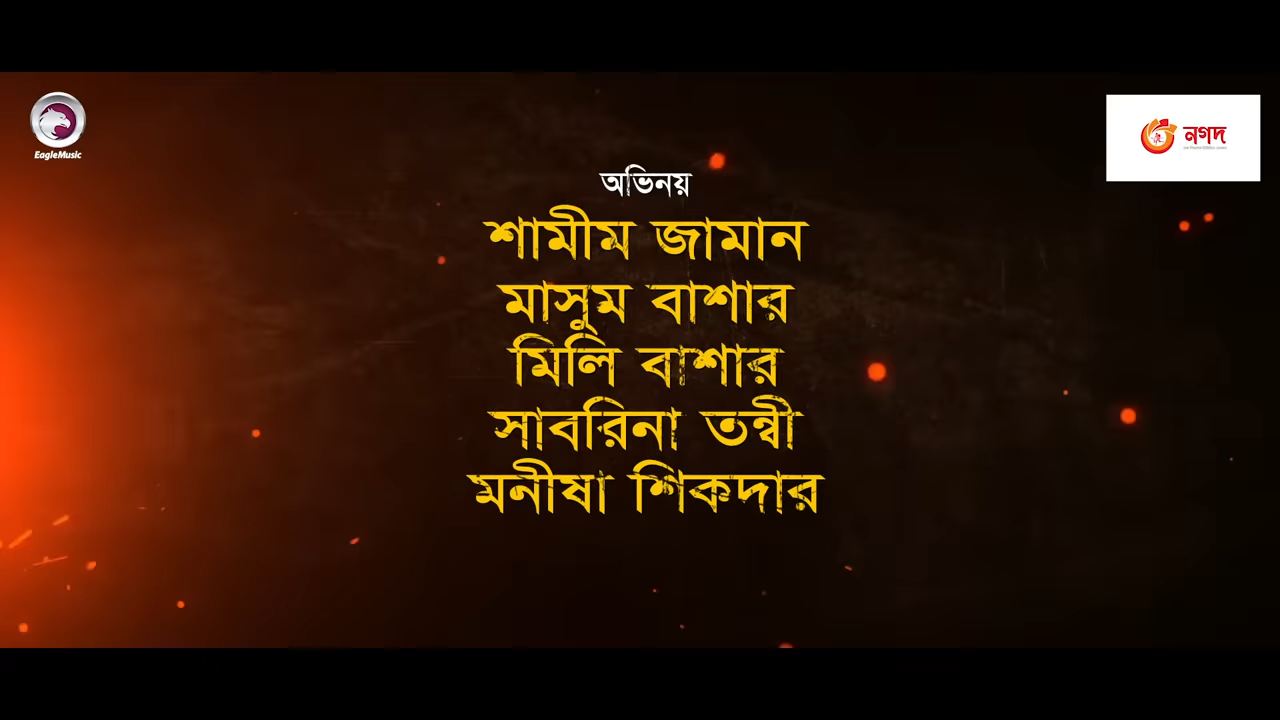 EagleMusic
নগদ
অভিনয়
শামীম জামান
মাসুম বাশার
মিলি বাশার
সাবরিনা তন্বী
মনীষা শিকদার